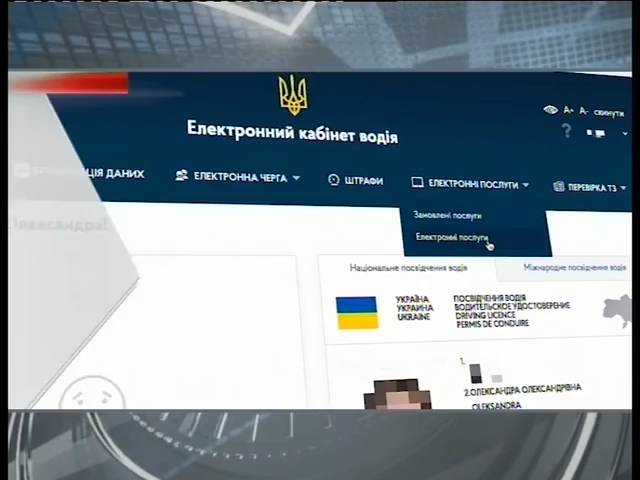 A+ A- скинути
?
Електронний кабінет водія
ЦІЯ ДАНИХ
ЕЛЕКТРОННА ЧЕРГА
ШТРАФИ
ЕЛЕКТРОННІ ПОСЛУГИ
ПЕРЕВІРКА ТЗ
Замовлені послуги
Електронні послуги
Олександра!
Національне посвідчення водія
Міжнародне посвідчення водія
УКРАЇНА
УКРАИНА
UKRAINE
ПОСВІДЧЕННЯ ВОДІЯ
ВОДИТЕЛЬСКОЕ УДОСТОВЕРЕНИЕ
DRIVING LICENCE
PERMIS DE CONDUIRE
1.
2.ОЛЕКСАНДРА ОЛЕКСАНДРІВНА
OLEKSANDRA